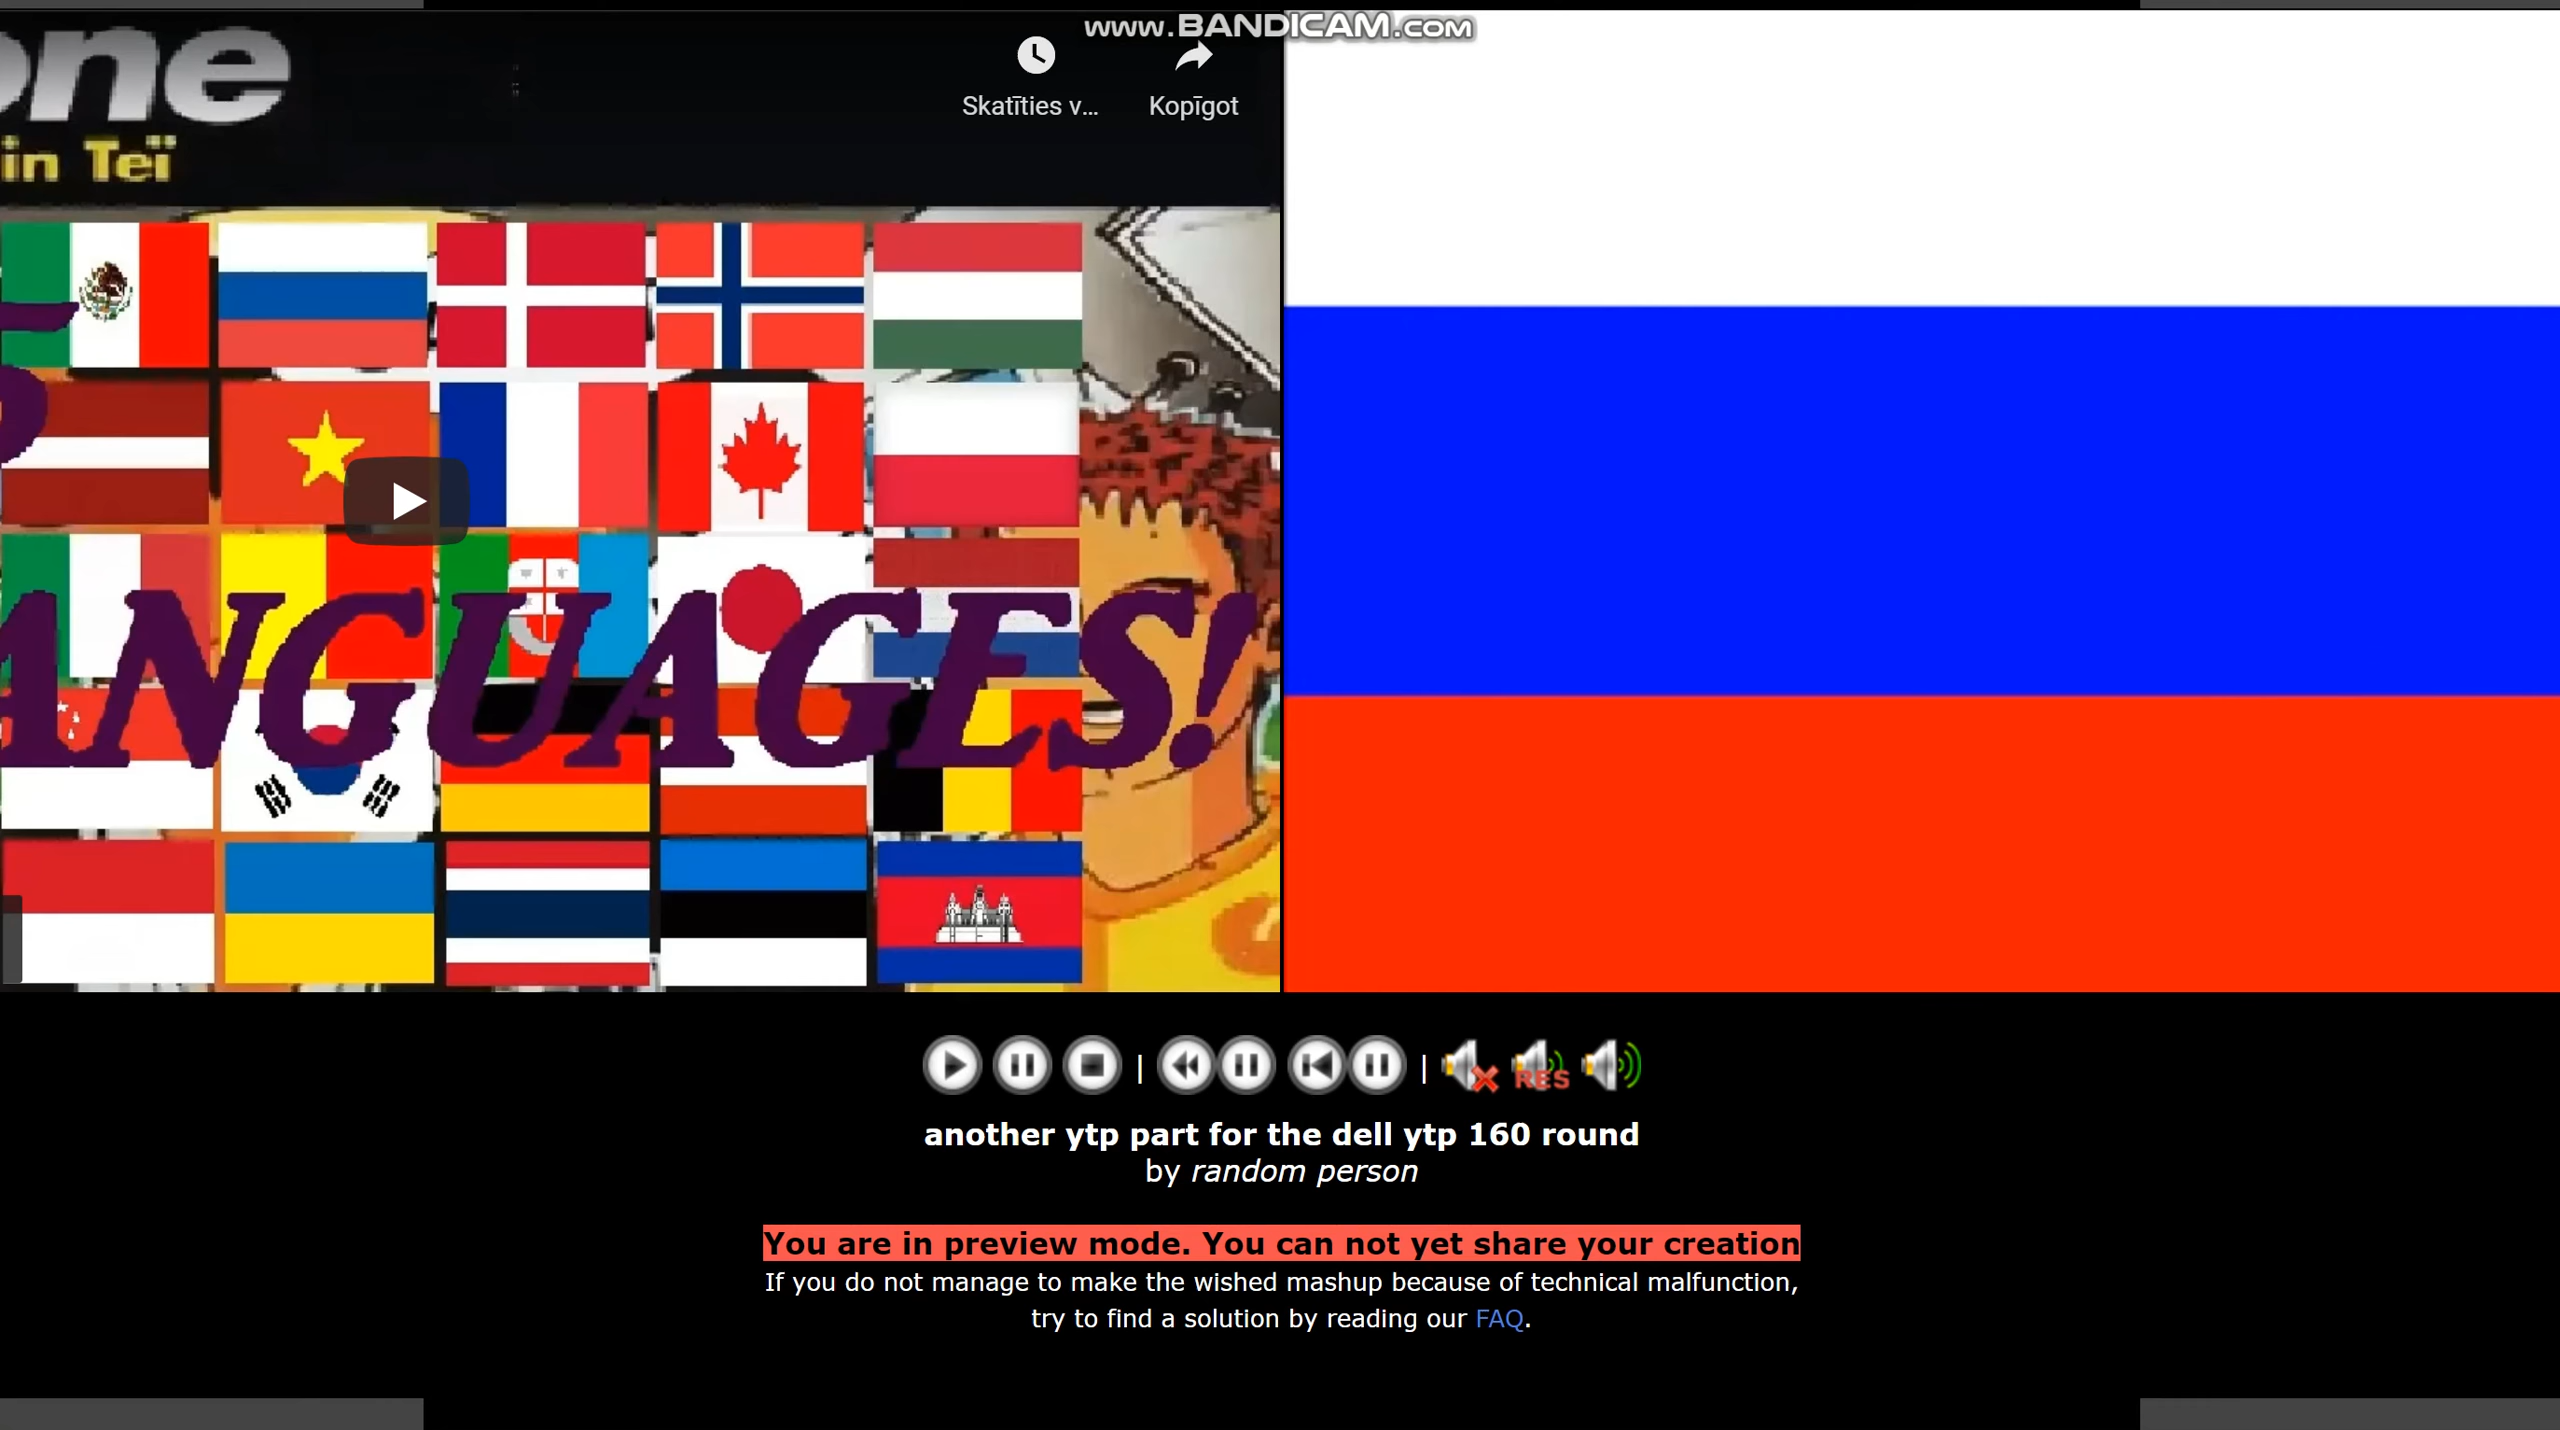 www.BANDICAM.com
one
in Teï
Skatīties v...
Kopīgot
ANGUAGES!
RES
another ytp part for the dell ytp 160 round
by random person
You are in preview mode. You can not yet share your creation
If you do not manage to make the wished mashup because of technical malfunction,
try to find a solution by reading our FAQ.